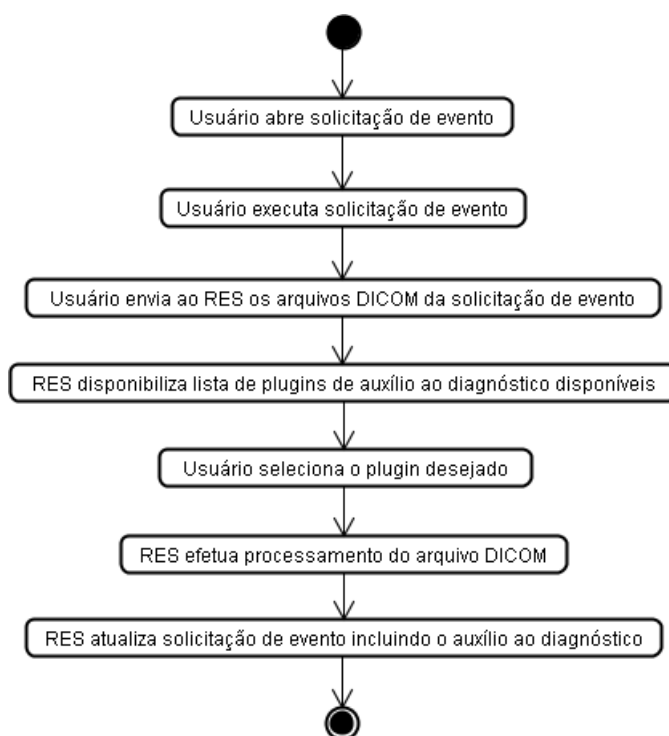 Usuário abre solicitação de evento
Usuário executa solicitação de evento
Usuário envia ao RES os arquivos DICOM da solicitação de evento
RES disponibiliza lista de plugins de auxílio ao diagnóstico disponíveis
Usuário seleciona o plugin desejado
RES efetua processamento do arquivo DICOM
RES atualiza solicitação de evento incluindo o auxílio ao diagnóstico